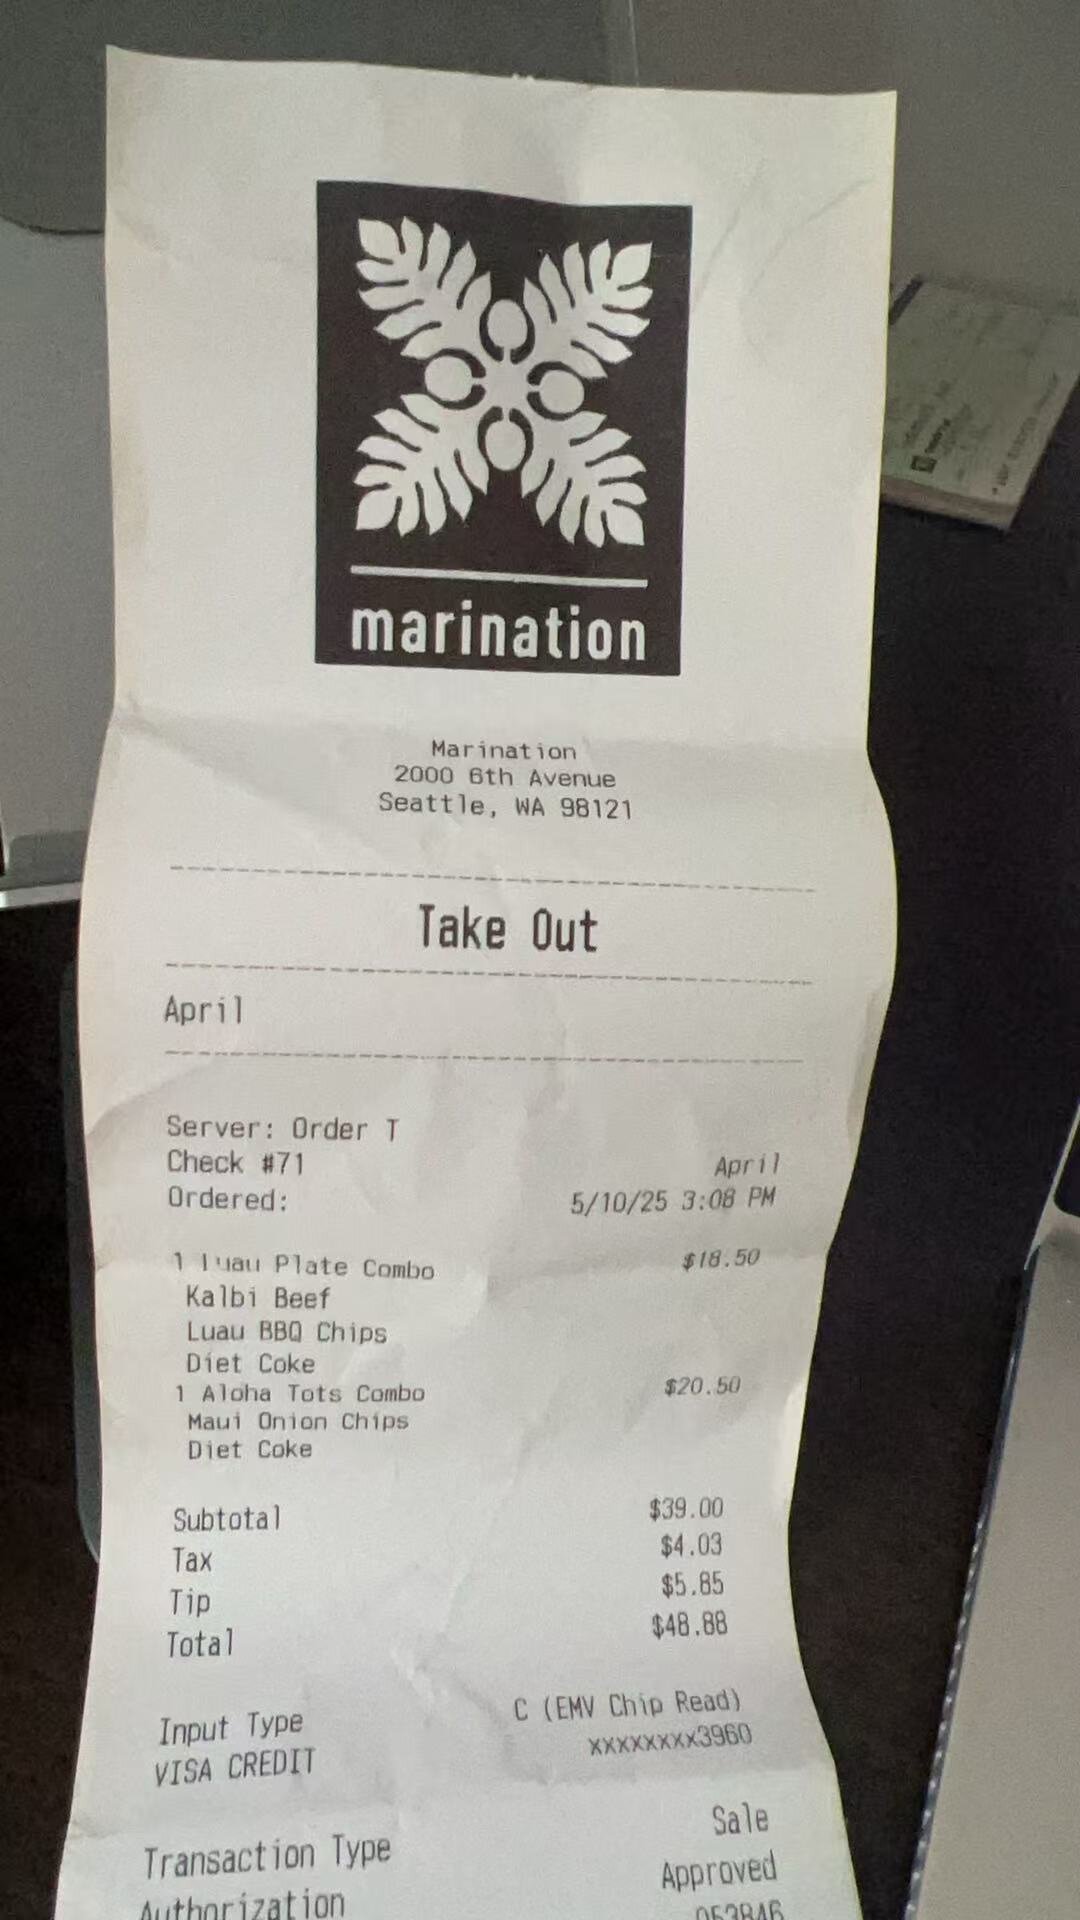 marination
Marination
2000 6th Avenue
Seattle, WA 98121
Take Out
April
Server: Order T
Check #71 April
Ordered: 5/10/25 3:08 PM
1 Luau Plate Combo $18.50
Kalbi Beef
Luau BBQ Chips
Diet Coke
1 Aloha Tots Combo $20.50
Maui Onion Chips
Diet Coke
Subtotal $39.00
Tax $4.03
Tip $5.85
Total $48.88
Input Type C (EMV Chip Read)
VISA CREDIT xxxxxxxx3960
Transaction Type Sale
Authorization Approved
053846